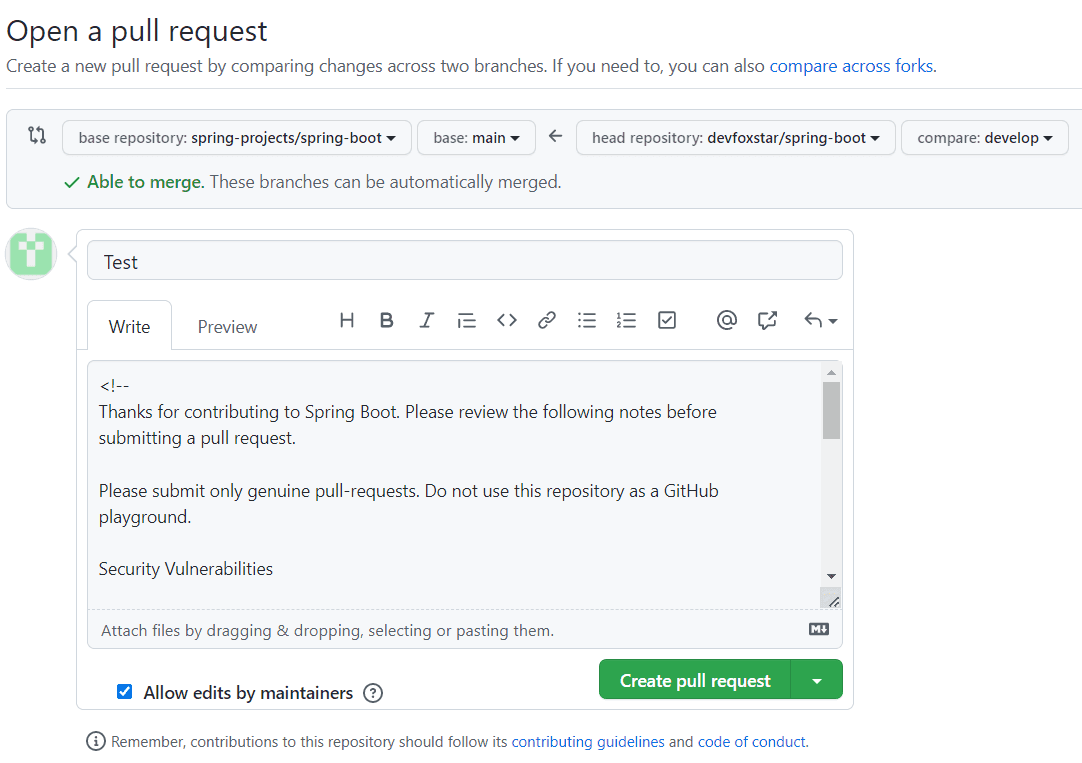 Open a pull request
Create a new pull request by comparing changes across two branches. If you need to, you can also compare across forks.
base repository: spring-projects/spring-boot base: main head repository: devfoxstar/spring-boot compare: develop
Able to merge. These branches can be automatically merged.
Test
Write Preview
<!--
Thanks for contributing to Spring Boot. Please review the following notes before
submitting a pull request.
Please submit only genuine pull-requests. Do not use this repository as a GitHub
playground.
Security Vulnerabilities
Attach files by dragging & dropping, selecting or pasting them.
Allow edits by maintainers
Create pull request
Remember, contributions to this repository should follow its contributing guidelines and code of conduct.